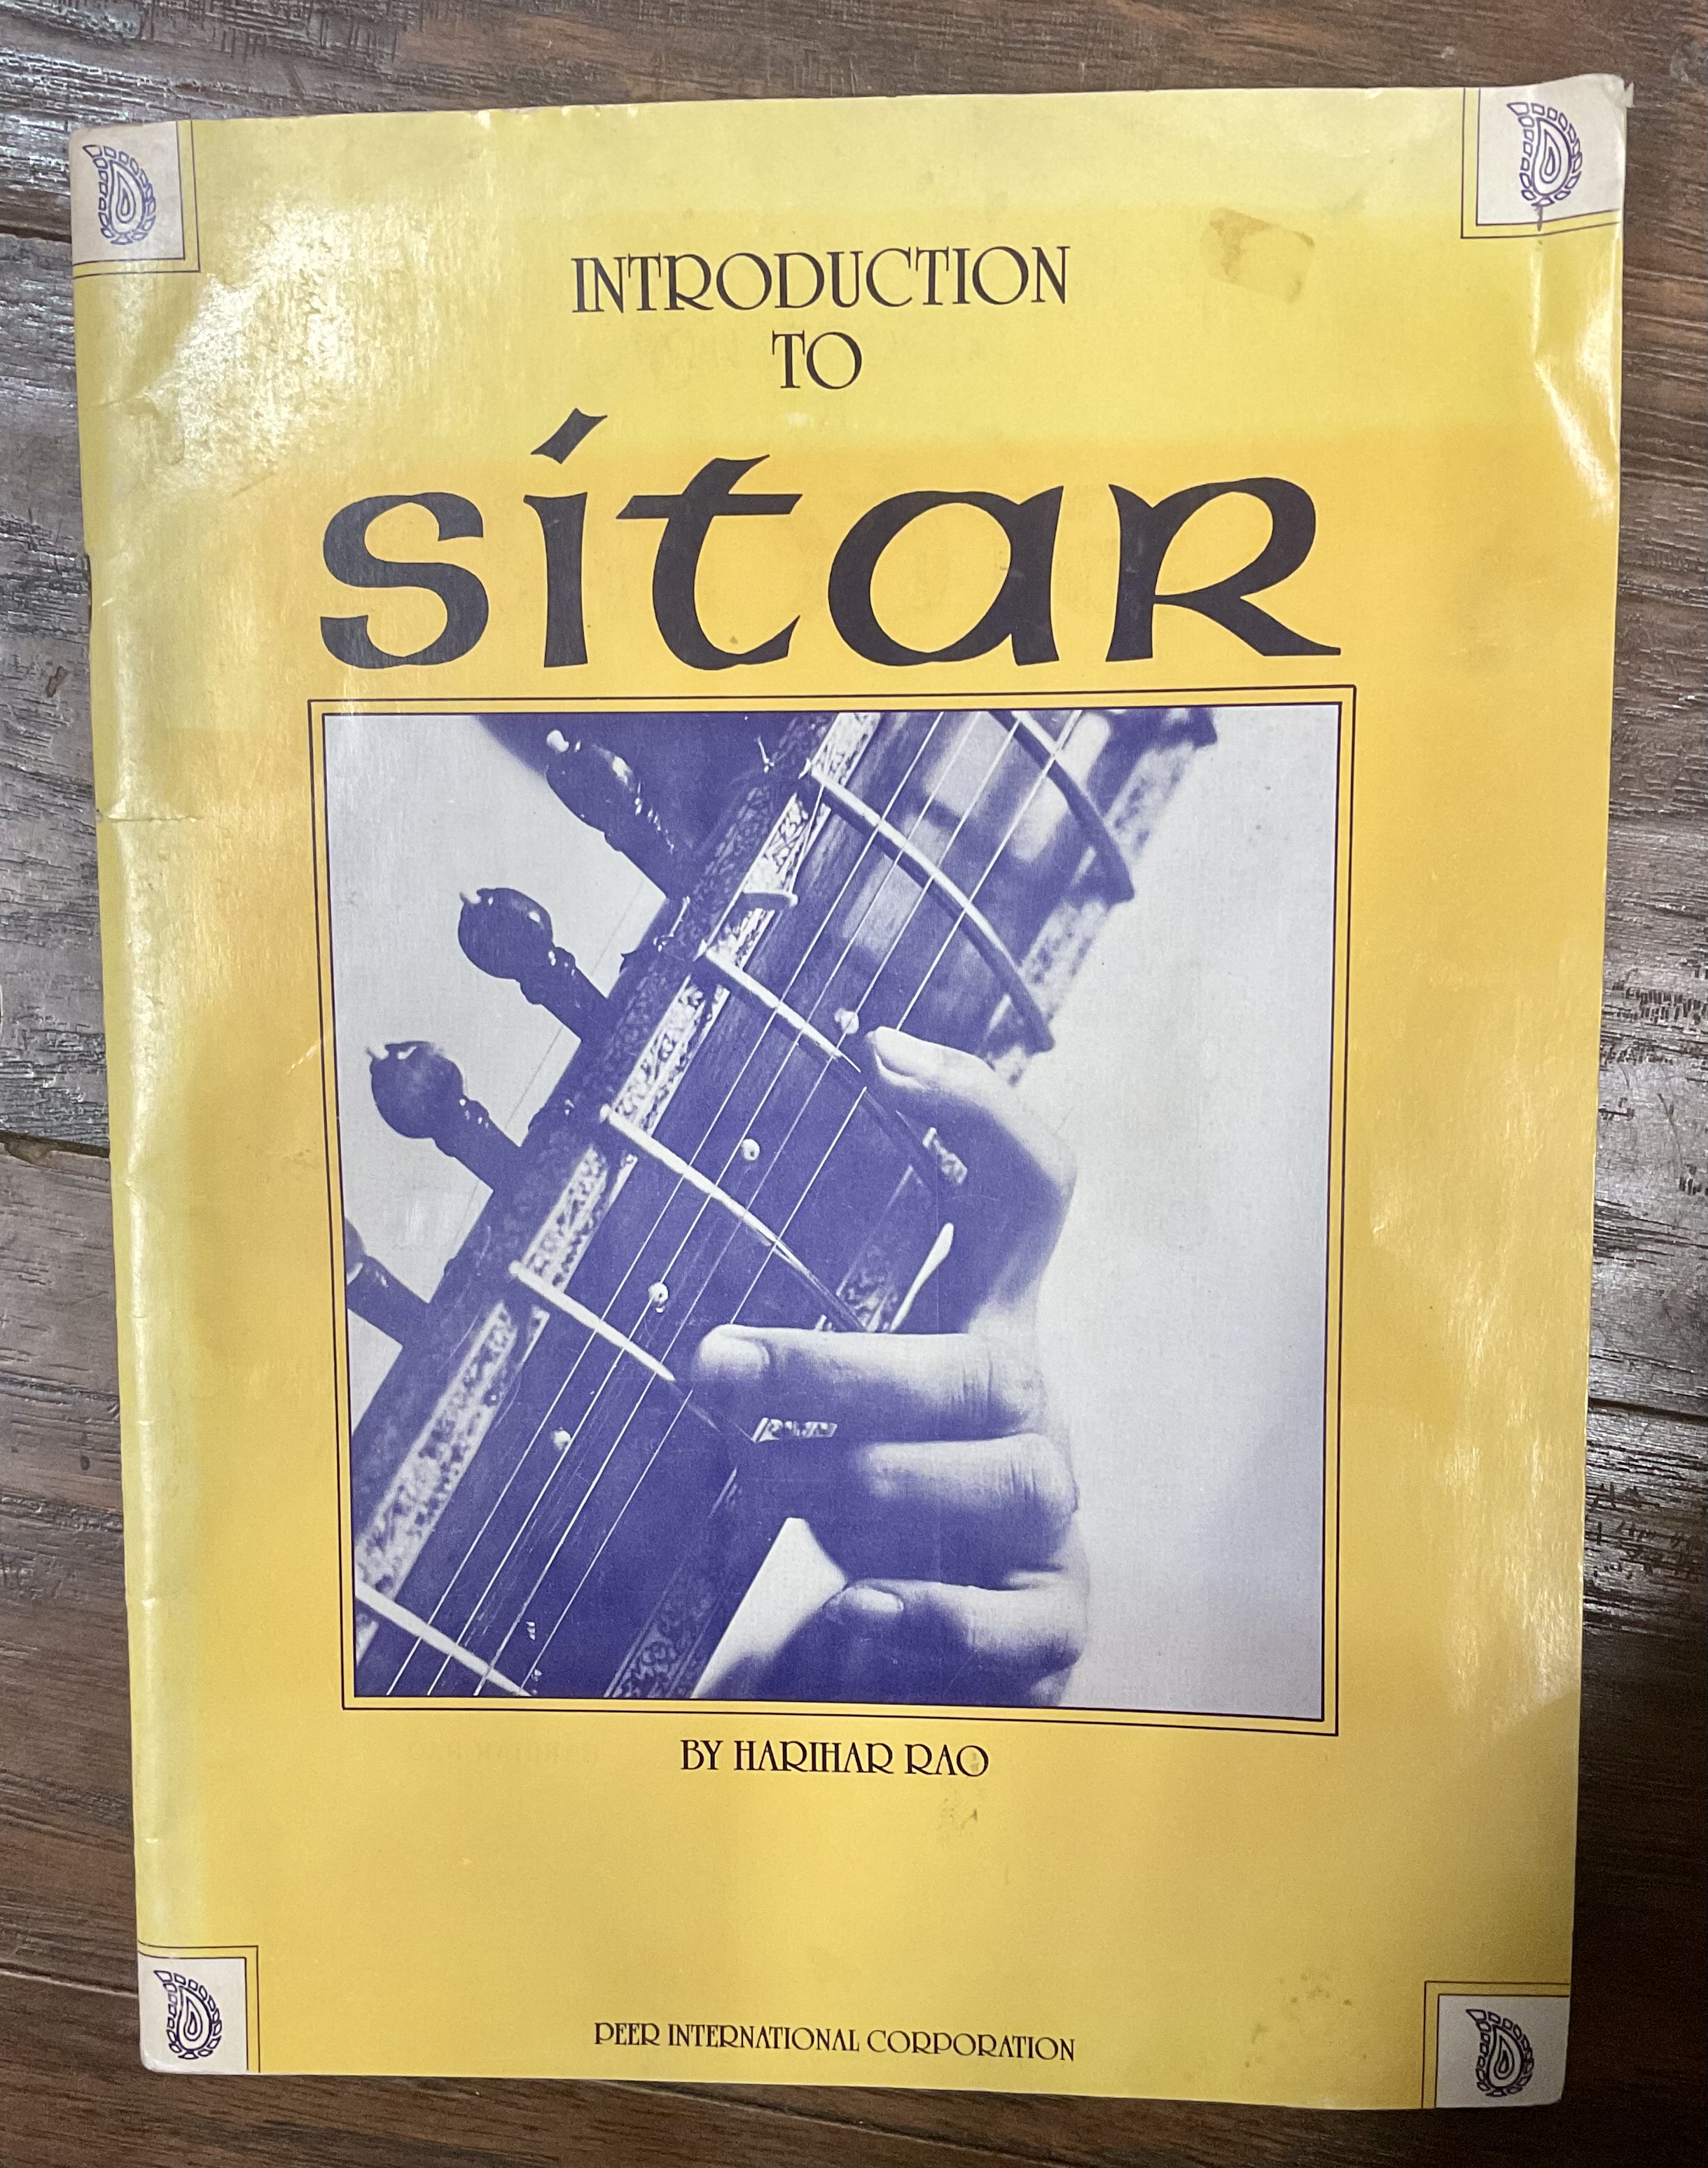 INTRODUCTION
TO
sitar
BY HARIHAR RAO
PEER INTERNATIONAL CORPORATION